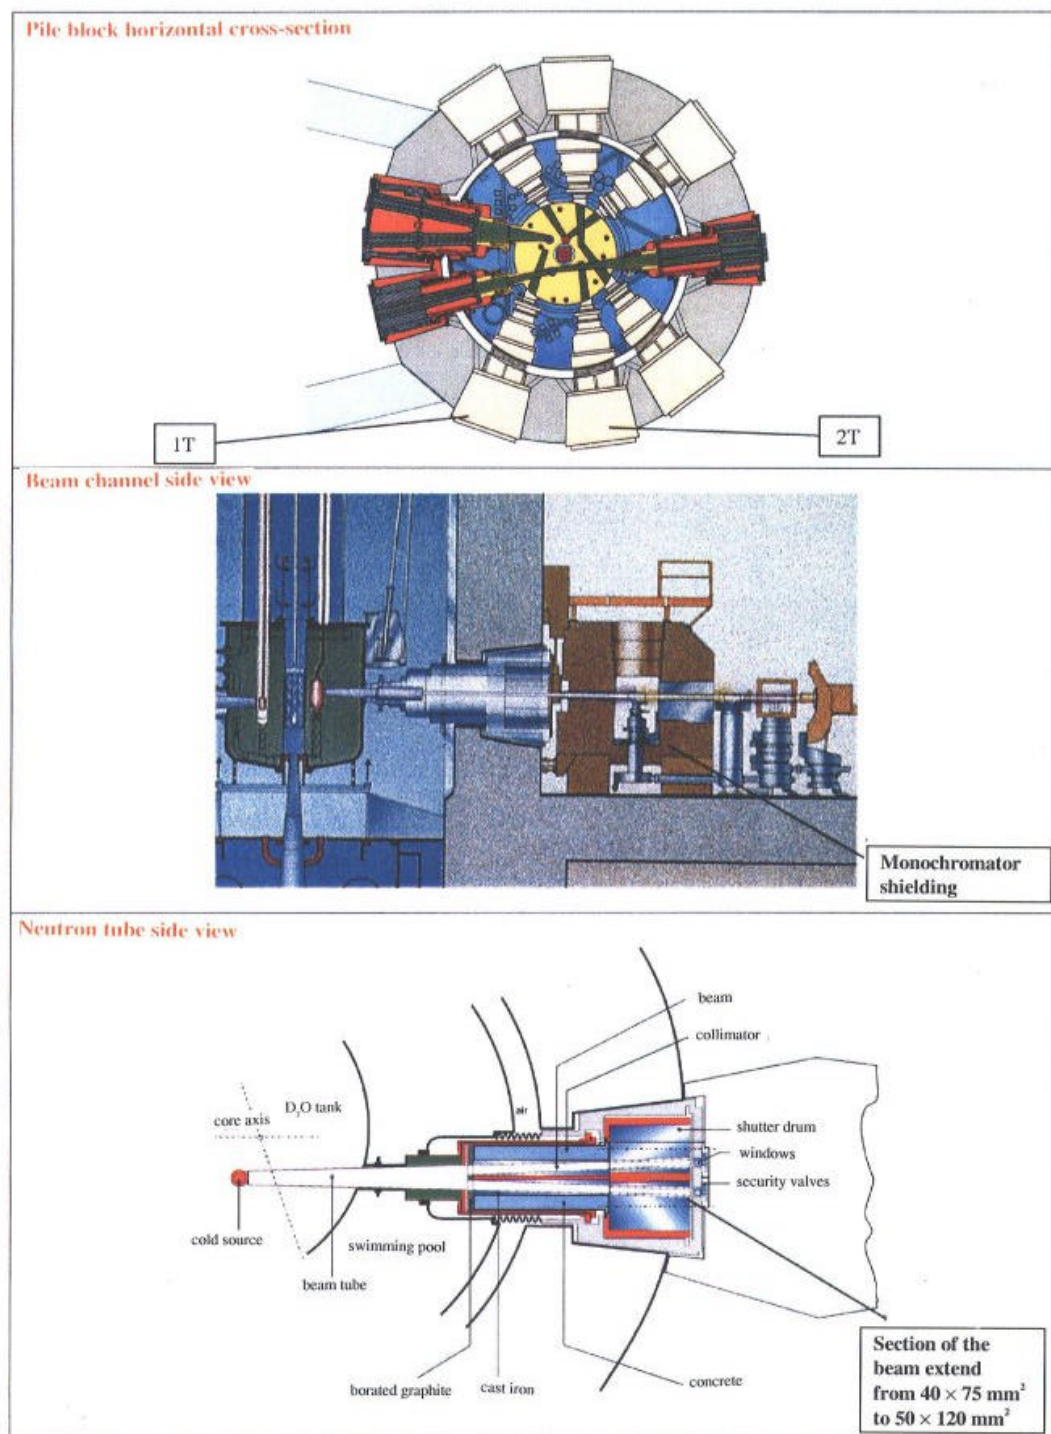 Pile block horizontal cross-section
1T
2T
Beam channel side view
Monochromator
shielding
Neutron tube side view
beam
collimator
D₂O tank
air
core axis
shutter drum
windows
security valves
cold source
swimming pool
beam tube
borated graphite
cast iron
concrete
Section of the
beam extend
from 40 × 75 mm²
to 50 × 120 mm²